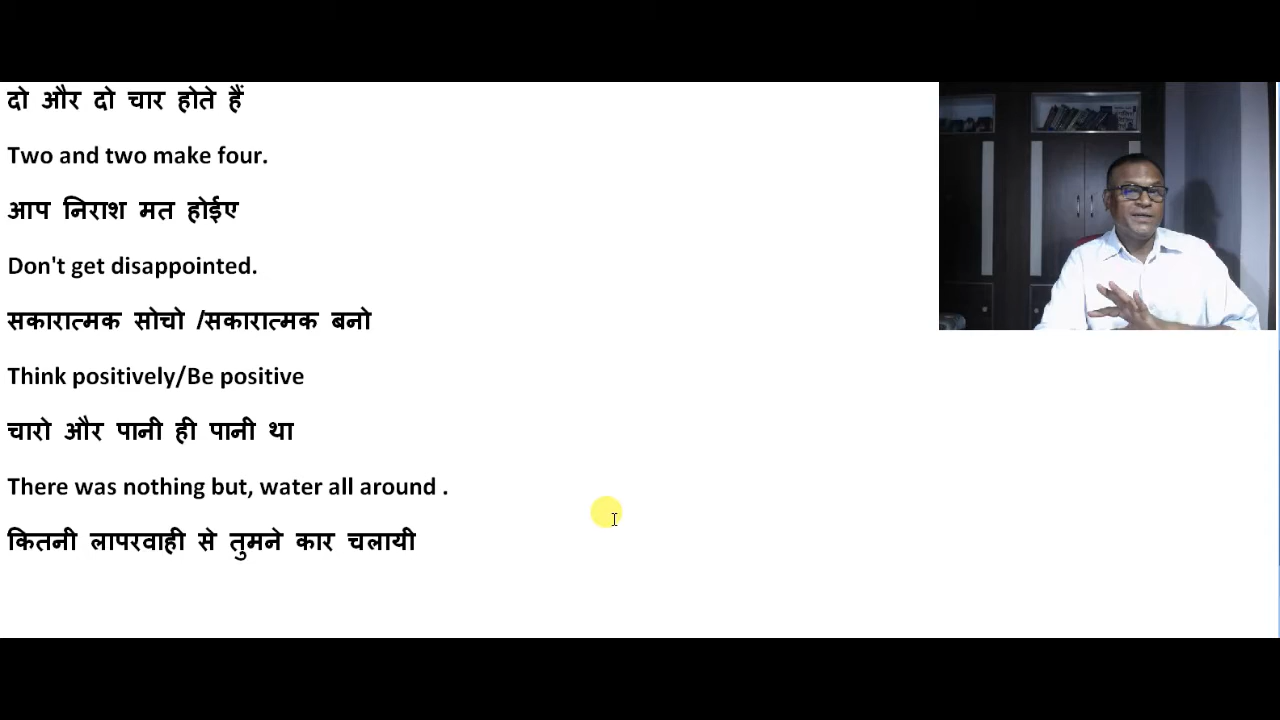 दो और दो चार होते हैं
Two and two make four.
आप निराश मत होईए
Don't get disappointed.
सकारात्मक सोचो /सकारात्मक बनो
Think positively/Be positive
चारो और पानी ही पानी था
There was nothing but, water all around .
कितनी लापरवाही से तुमने कार चलायी